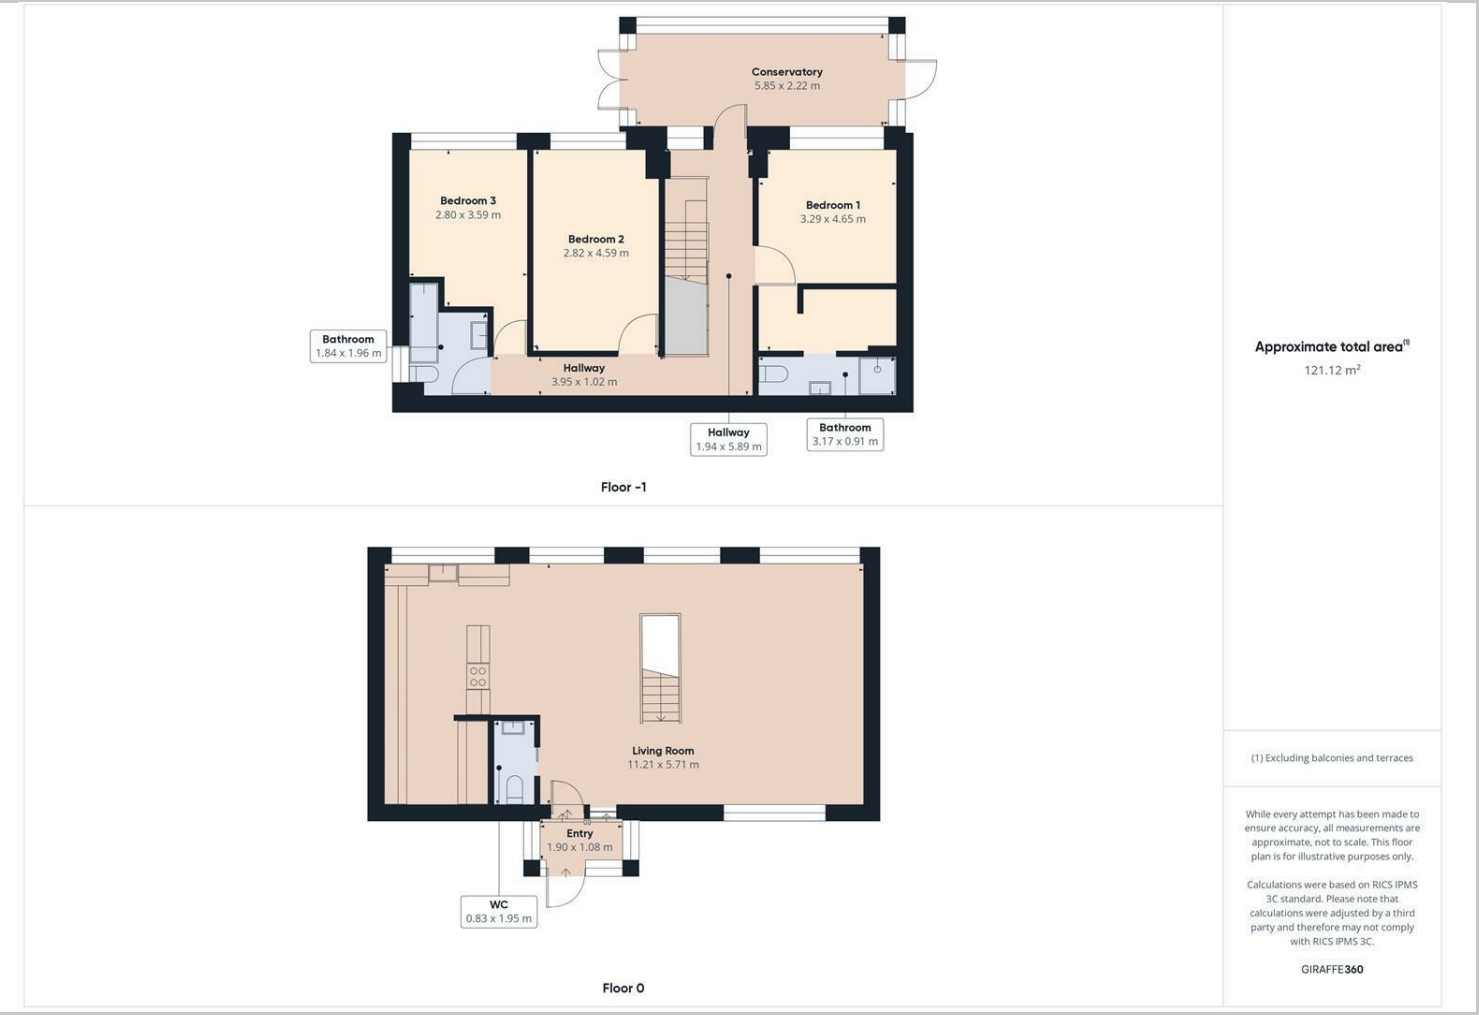 Conservatory
5.85 x 2.22 m
Bedroom 3
2.80 x 3.59 m
Bedroom 2
2.82 x 4.59 m
Bedroom 1
3.29 x 4.65 m
Bathroom
1.84 x 1.96 m
Hallway
3.95 x 1.02 m
Hallway
1.94 x 5.89 m
Bathroom
3.17 x 0.91 m
Floor -1
Living Room
11.21 x 5.71 m
Entry
1.90 x 1.08 m
WC
0.83 x 1.95 m
Floor 0
Approximate total area(1)
121.12 m²
(1) Excluding balconies and terraces
While every attempt has been made to
ensure accuracy, all measurements are
approximate, not to scale. This floor
plan is for illustrative purposes only.
Calculations were based on RICS IPMS
3C standard. Please note that
calculations were adjusted by a third
party and therefore may not comply
with RICS IPMS 3C.
GIRAFFE360